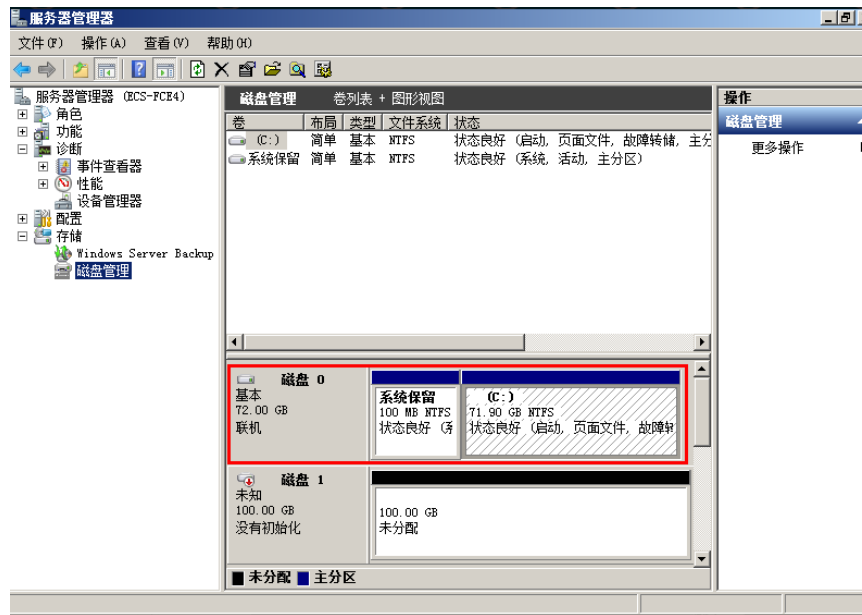 服务器管理器
文件(F) 操作(A) 查看(V) 帮助(H)
服务器管理器 (ECS-FCE4)
角色
功能
诊断
事件查看器
性能
设备管理器
配置
存储
Windows Server Backup
磁盘管理
磁盘管理 卷列表 + 图形视图
卷 布局 类型 文件系统 状态
(C:) 简单 基本 NTFS 状态良好 (启动, 页面文件, 故障转储, 主分
系统保留 简单 基本 NTFS 状态良好 (系统, 活动, 主分区)
磁盘 0
基本
72.00 GB
联机
系统保留
100 MB NTFS
状态良好 (系
(C:)
71.90 GB NTFS
状态良好 (启动, 页面文件, 故障转
磁盘 1
未知
100.00 GB
没有初始化
100.00 GB
未分配
未分配 主分区
操作
磁盘管理
更多操作